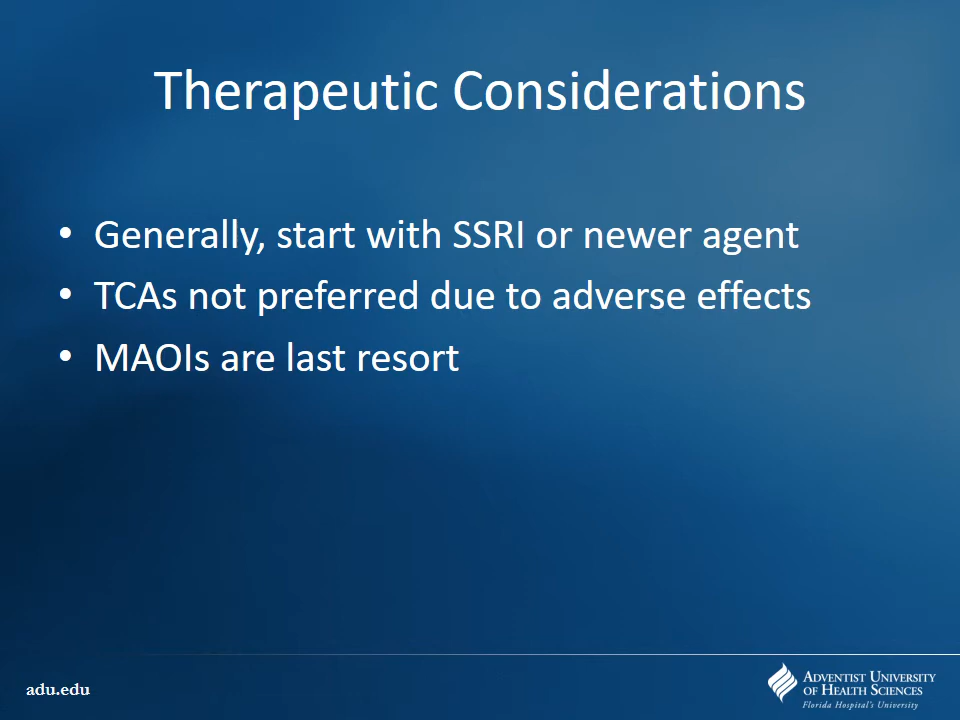 Therapeutic Considerations
• Generally, start with SSRI or newer agent
• TCAs not preferred due to adverse effects
• MAOIs are last resort
adu.edu
ADVENTIST UNIVERSITY
OF HEALTH SCIENCES
Florida Hospital's University